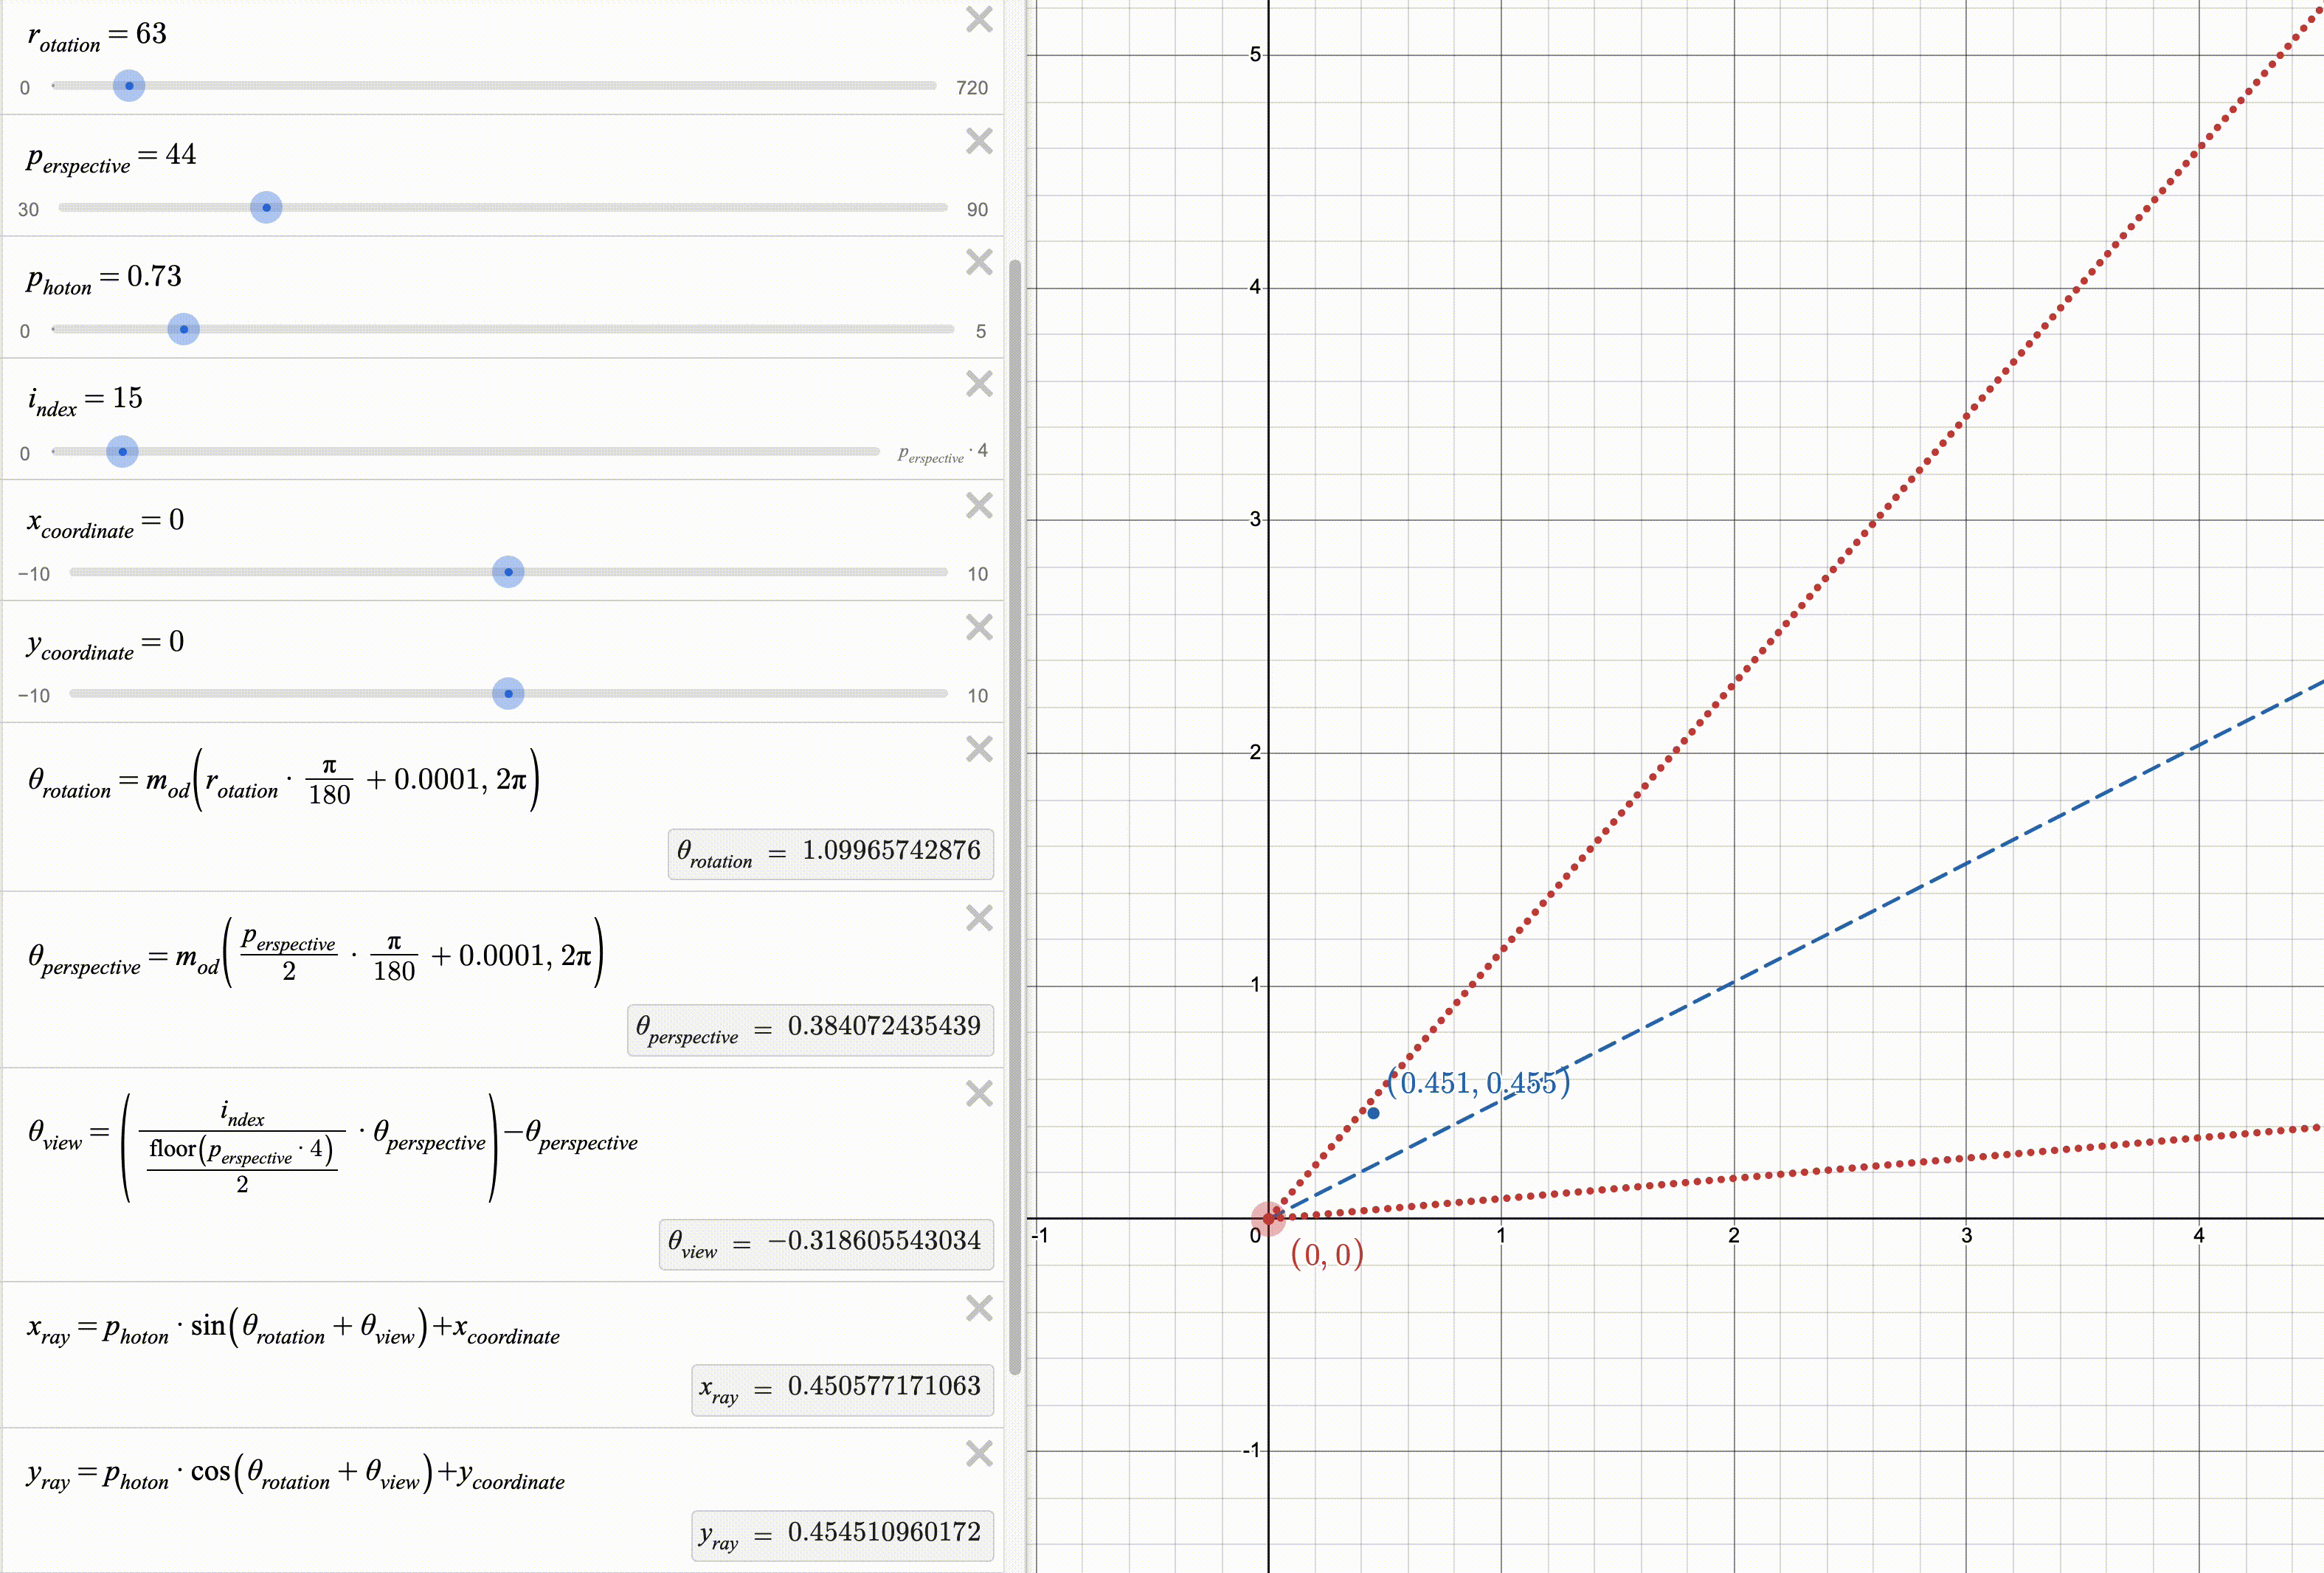 r_otation = 63
0 720
p_erspective = 44
30 90
p_hoton = 0.73
0 5
i_ndex = 15
0 p_erspective · 4
x_coordinate = 0
−10 10
y_coordinate = 0
−10 10
θ_rotation = m_od(r_otation · π/180 + 0.0001, 2π)
θ_rotation = 1.09965742876
θ_perspective = m_od(p_erspective/2 · π/180 + 0.0001, 2π)
θ_perspective = 0.384072435439
θ_view = (i_ndex/(floor(p_erspective · 4)/2) · θ_perspective)−θ_perspective
θ_view = −0.318605543034
x_ray = p_hoton · sin(θ_rotation + θ_view)+x_coordinate
x_ray = 0.450577171063
y_ray = p_hoton · cos(θ_rotation + θ_view)+y_coordinate
y_ray = 0.454510960172
5
4
3
2
1
(0.451, 0.455)
-1 0 1 2 3 4
(0, 0)
-1